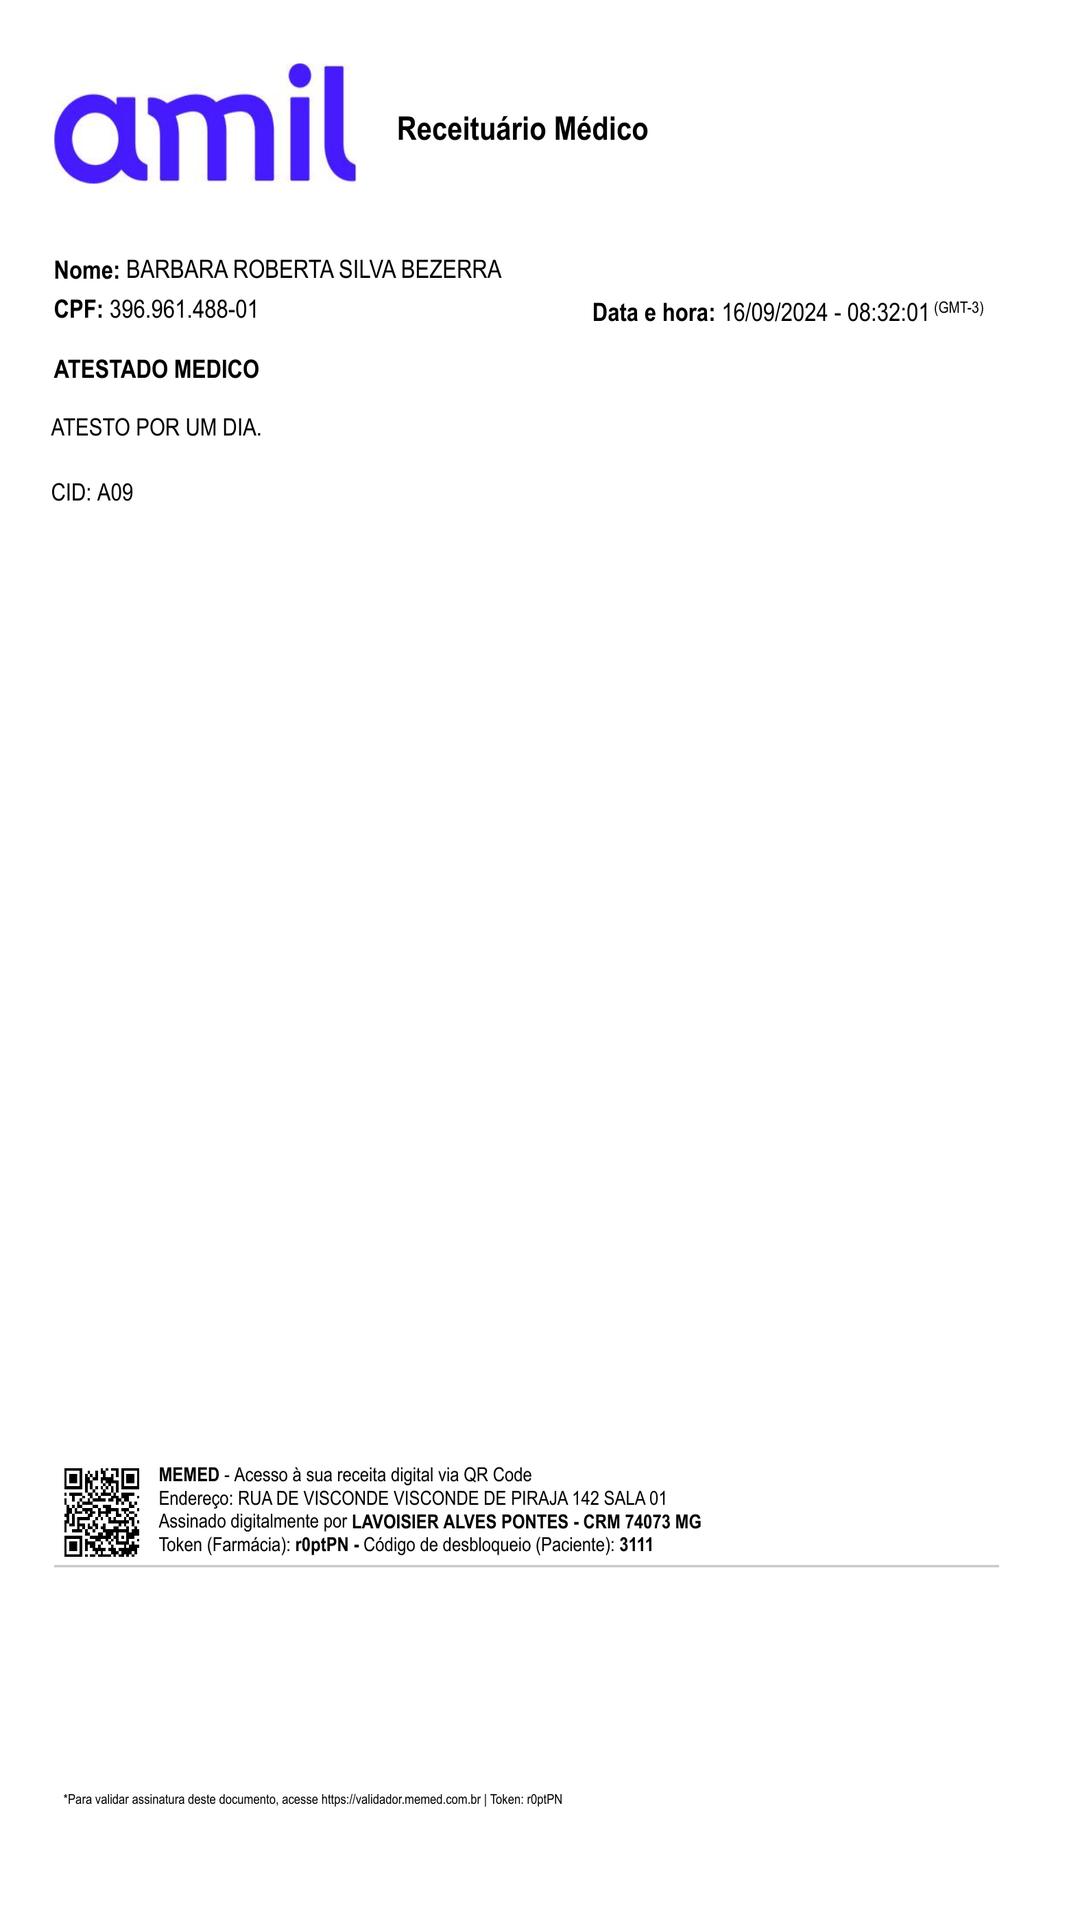 amil
Receituário Médico
Nome: BARBARA ROBERTA SILVA BEZERRA
CPF: 396.961.488-01
Data e hora: 16/09/2024 - 08:32:01 (GMT-3)
ATESTADO MEDICO
ATESTO POR UM DIA.
CID: A09
MEMED - Acesso à sua receita digital via QR Code
Endereço: RUA DE VISCONDE VISCONDE DE PIRAJA 142 SALA 01
Assinado digitalmente por LAVOISIER ALVES PONTES - CRM 74073 MG
Token (Farmácia): r0ptPN - Código de desbloqueio (Paciente): 3111
*Para validar assinatura deste documento, acesse https://validador.memed.com.br | Token: r0ptPN